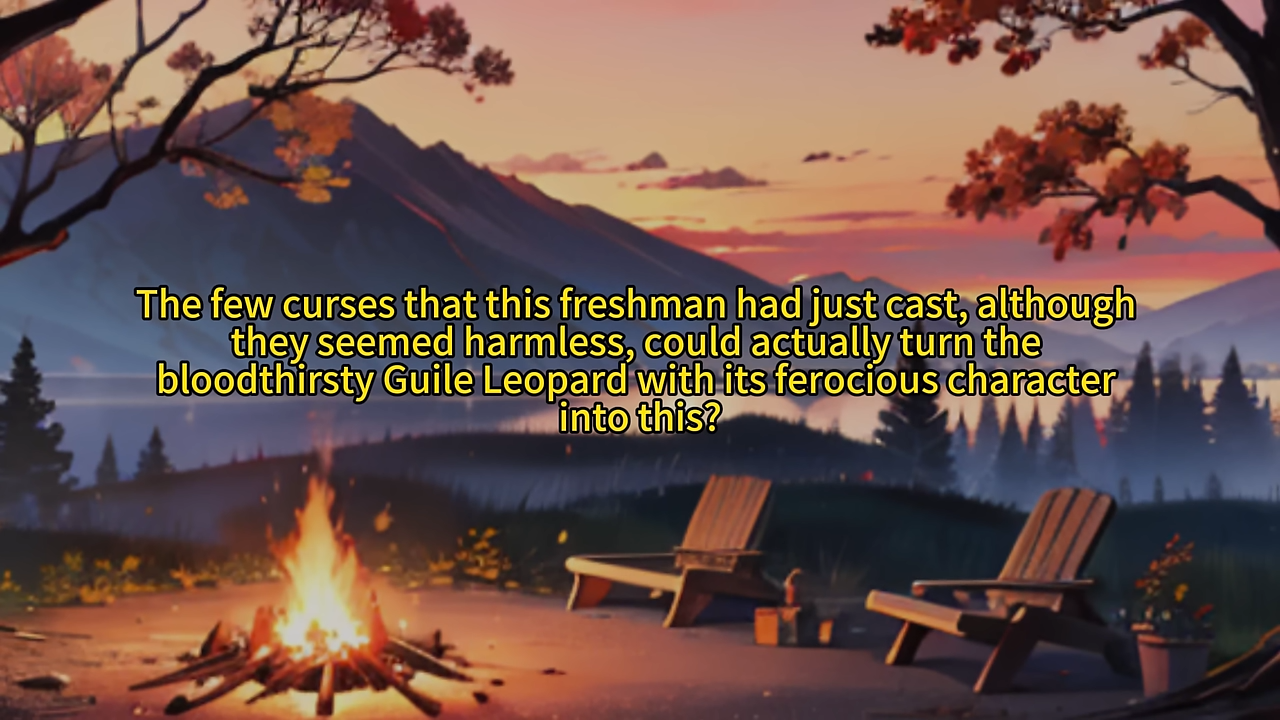 The few curses that this freshman had just cast, although
they seemed harmless, could actually turn the
bloodthirsty Guile Leopard with its ferocious character
into this?